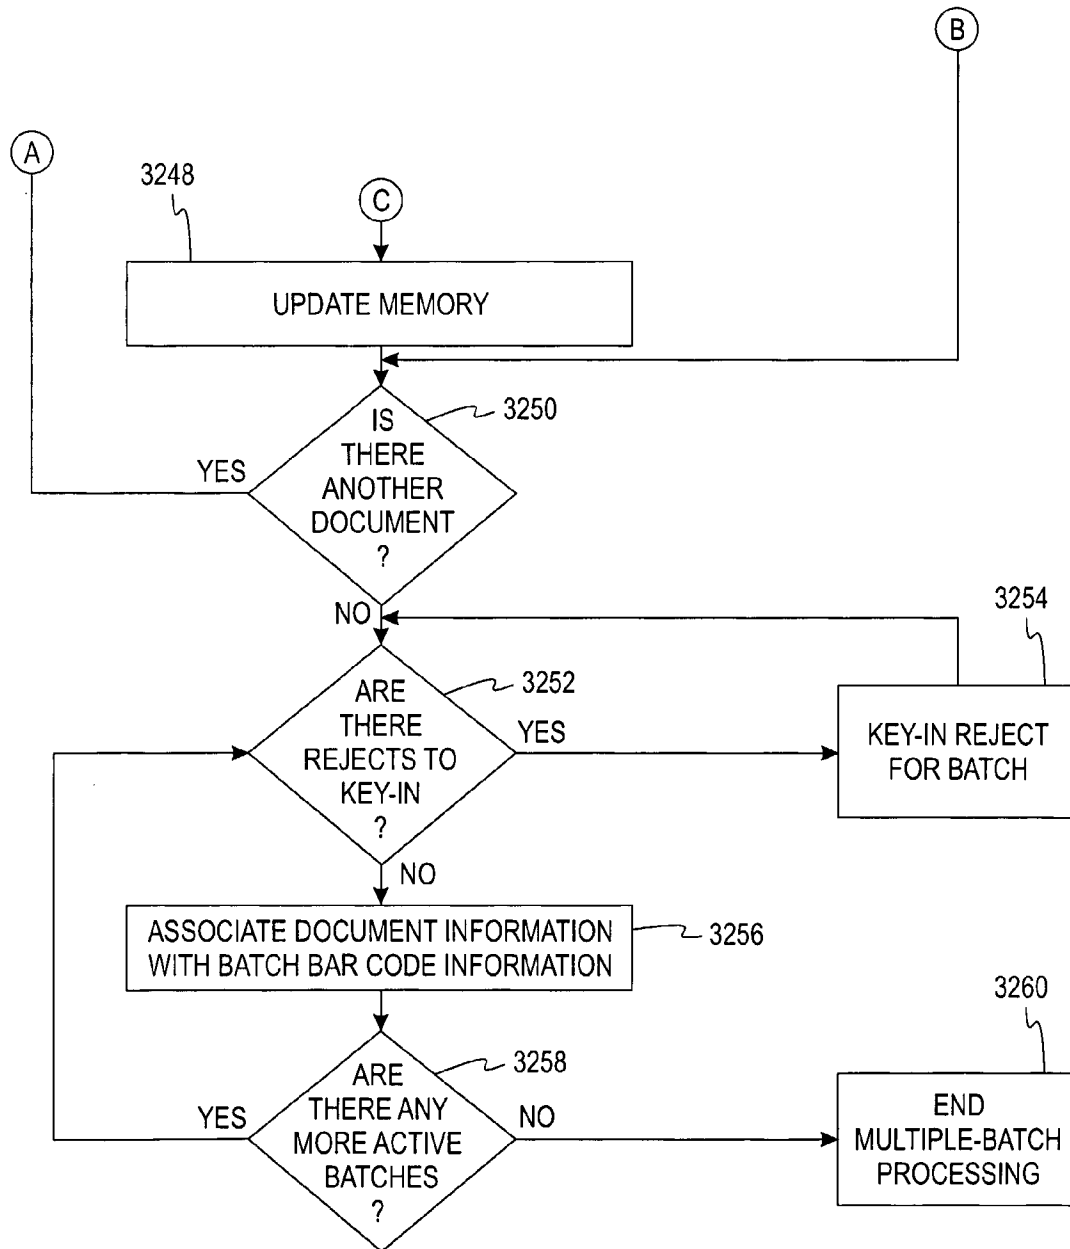 B
A
3248
C
UPDATE MEMORY
3250
IS
THERE
ANOTHER
DOCUMENT
?
YES
NO
3254
3252
ARE
THERE
REJECTS TO
KEY-IN
?
YES
KEY-IN REJECT
FOR BATCH
NO
ASSOCIATE DOCUMENT INFORMATION
WITH BATCH BAR CODE INFORMATION
3256
3260
3258
ARE
THERE ANY
MORE ACTIVE
BATCHES
?
YES
NO
END
MULTIPLE-BATCH
PROCESSING